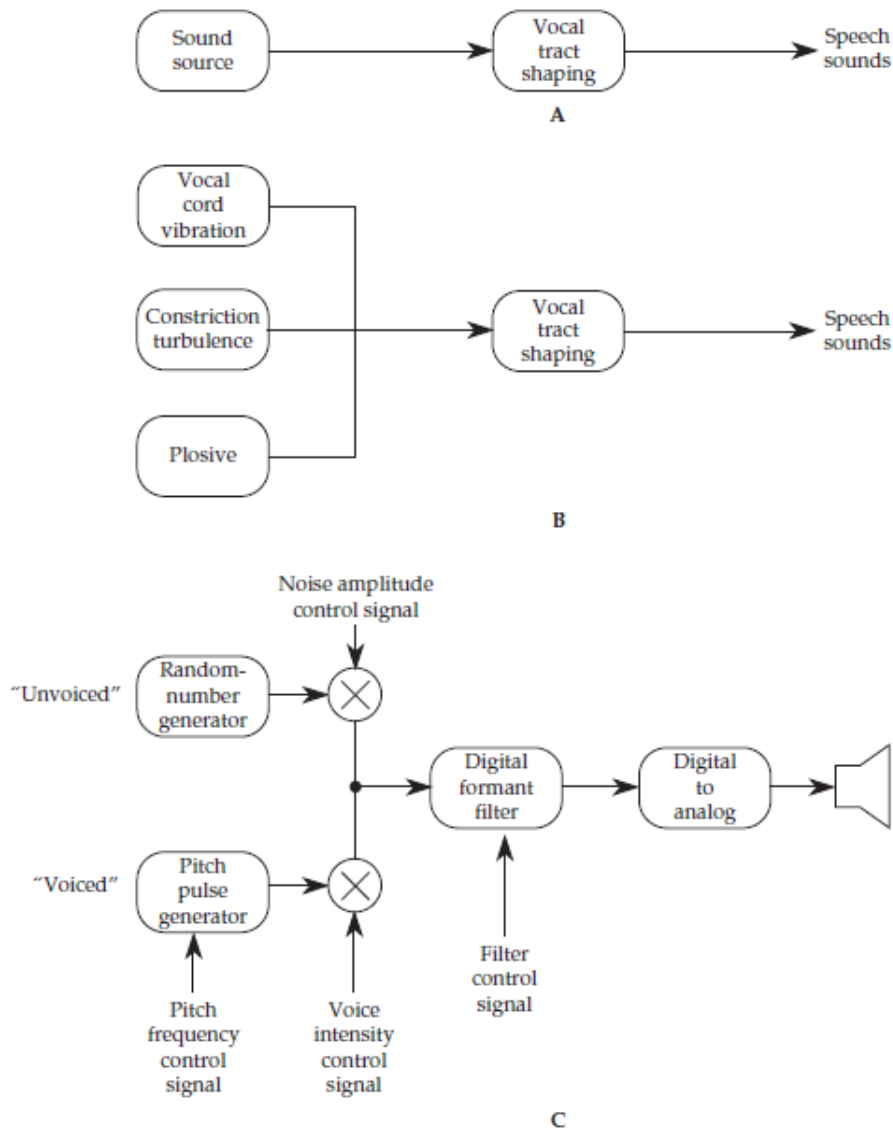 Sound
source
Vocal
tract
shaping
Speech
sounds
A
Vocal
cord
vibration
Constriction
turbulence
Plosive
Vocal
tract
shaping
Speech
sounds
B
Noise amplitude
control signal
“Unvoiced”
Random-
number
generator
Digital
formant
filter
Digital
to
analog
“Voiced”
Pitch
pulse
generator
Pitch
frequency
control
signal
Voice
intensity
control
signal
Filter
control
signal
C